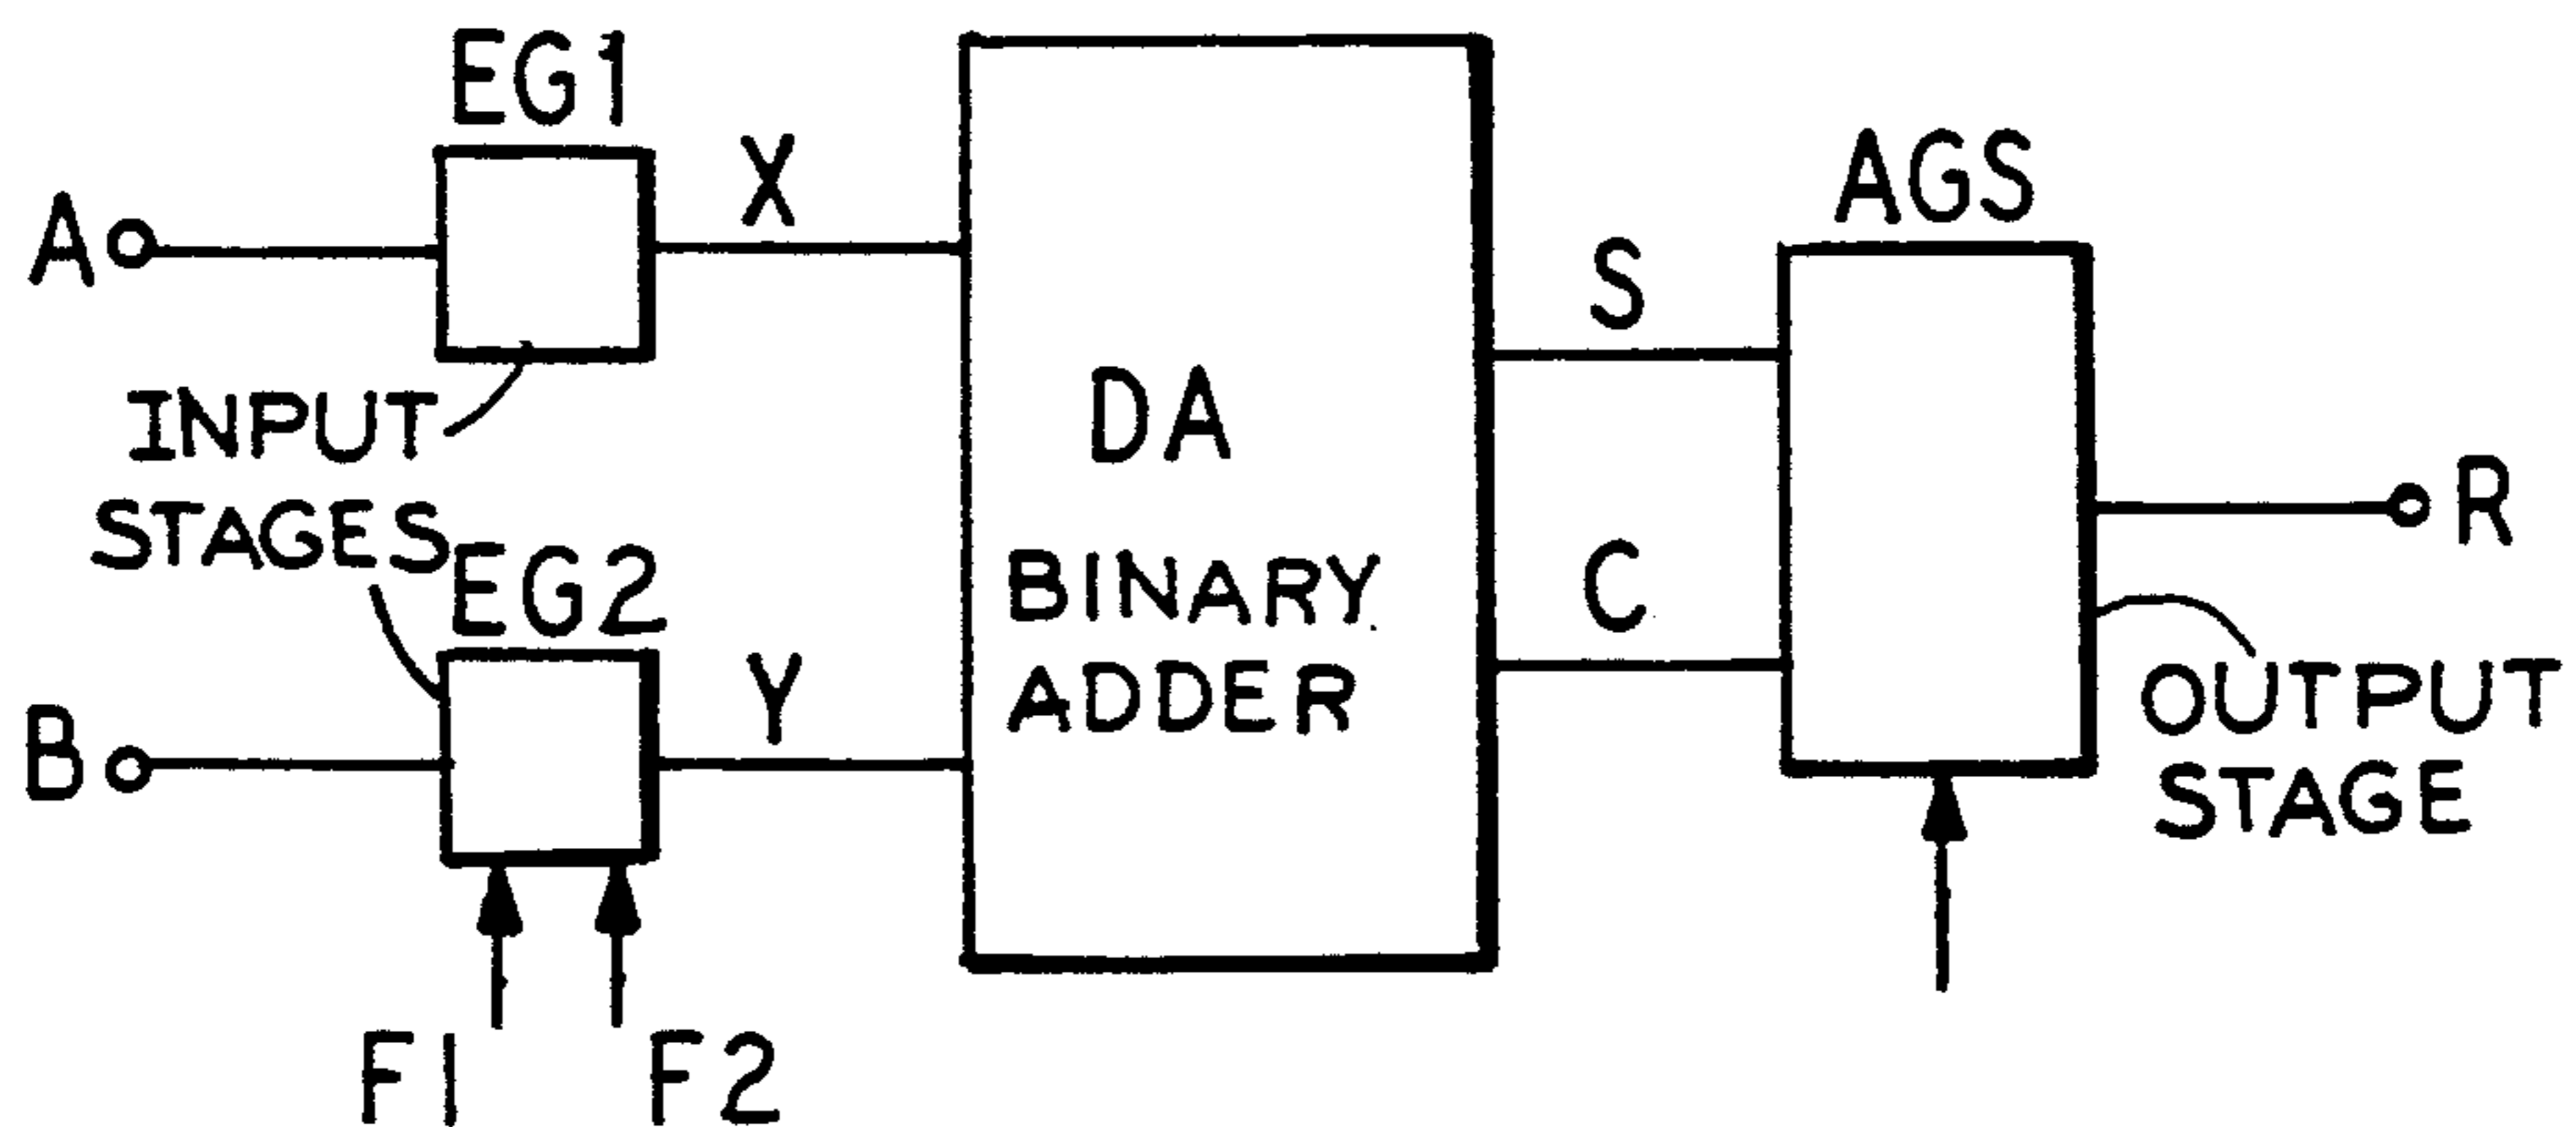 EG1
A
X
INPUT
STAGES
EG2
B
Y
F1
F2
DA
BINARY
ADDER
S
C
AGS
R
OUTPUT
STAGE